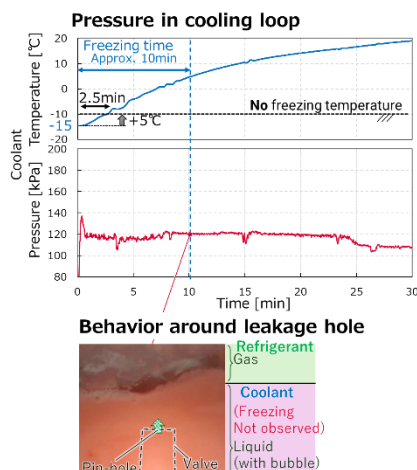 Pressure in cooling loop
Coolant
Temperature [℃]
20
10
0
-10
-15
-20
Freezing time
Approx. 10min
2.5min
+5℃
No freezing temperature
Pressure [kPa]
200
180
160
140
120
100
80
0
5
10
15
20
25
30
Time [min]
Behavior around leakage hole
Refrigerant
Gas
Coolant
(Freezing
Not observed)
Liquid
(with bubble)
Pin-hole
Valve